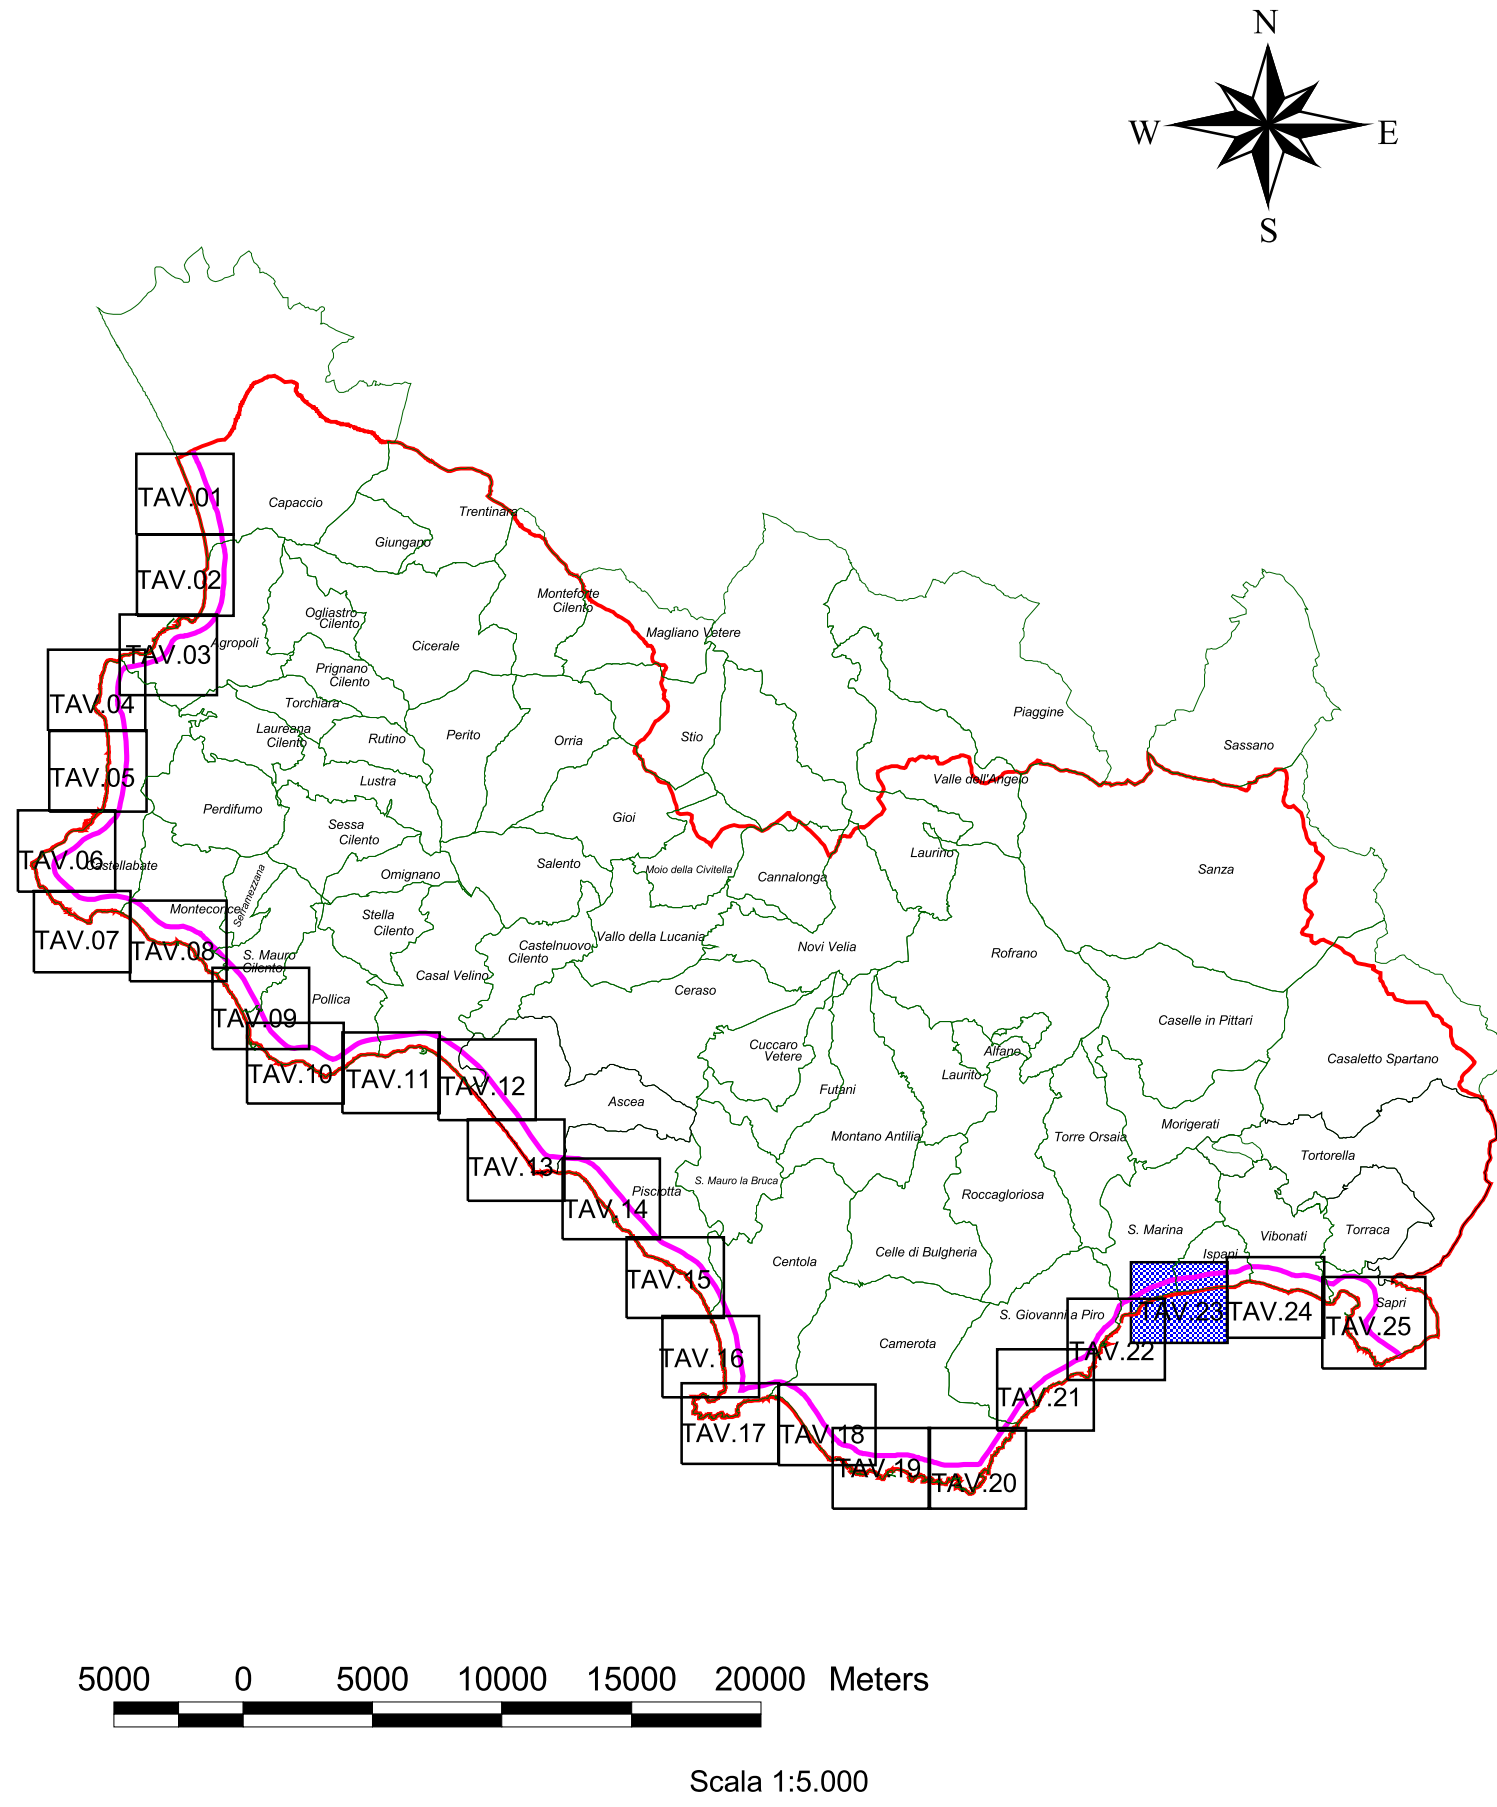 N
W
E
S
TAV.01
Capaccio
Trentinara
Giungano
TAV.02
Monteforte
Cilento
Ogliastro
Cilento
Magliano Vetere
Agropoli
Cicerale
TAV.03
Prignano
Cilento
TAV.04
Torchiara
Piaggine
Laureana
Cilento
Rutino
Perito
Orria
Stio
Sassano
TAV.05
Lustra
Valle dell'Angelo
Perdifumo
Sessa
Cilento
Gioi
Laurino
TAV.06
Castellabate
Salento
Moio della Civitella
Omignano
Cannalonga
Sanza
Serramezzana
Montecorice
Stella
Cilento
TAV.07
TAV.08
Vallo della Lucania
Castelnuovo
Cilento
Novi Velia
Rofrano
S. Mauro
Cilento
Casal Velino
Ceraso
Pollica
TAV.09
Caselle in Pittari
Cuccaro
Vetere
Alfano
Casaletto Spartano
TAV.10
TAV.11
TAV.12
Laurito
Futani
Ascea
Montano Antilia
Torre Orsaia
Morigerati
Tortorella
TAV.13
S. Mauro la Bruca
Pisciotta
Roccagloriosa
TAV.14
S. Marina
Vibonati
Torraca
Ispani
Celle di Bulgheria
Centola
TAV.15
Sapri
S. Giovanni a Piro
TAV.23
TAV.24
TAV.25
Camerota
TAV.22
TAV.16
TAV.21
TAV.17
TAV.18
TAV.19
TAV.20
5000 0 5000 10000 15000 20000 Meters
Scala 1:5.000